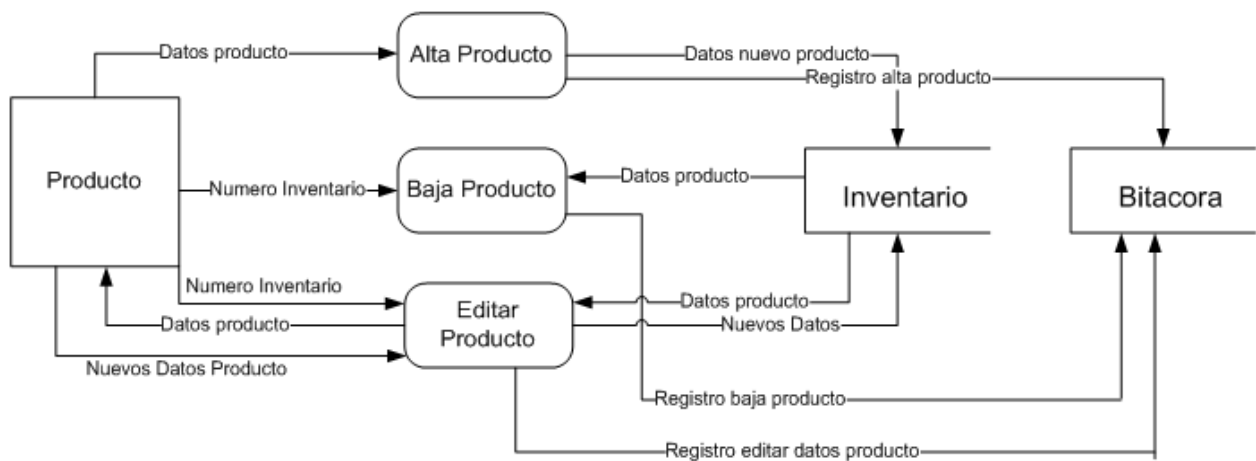 Datos producto
Alta Producto
Datos nuevo producto
Registro alta producto
Producto
Numero Inventario
Baja Producto
Datos producto
Inventario
Bitacora
Numero Inventario
Editar
Producto
Datos producto
Datos producto
Nuevos Datos
Nuevos Datos Producto
Registro baja producto
Registro editar datos producto